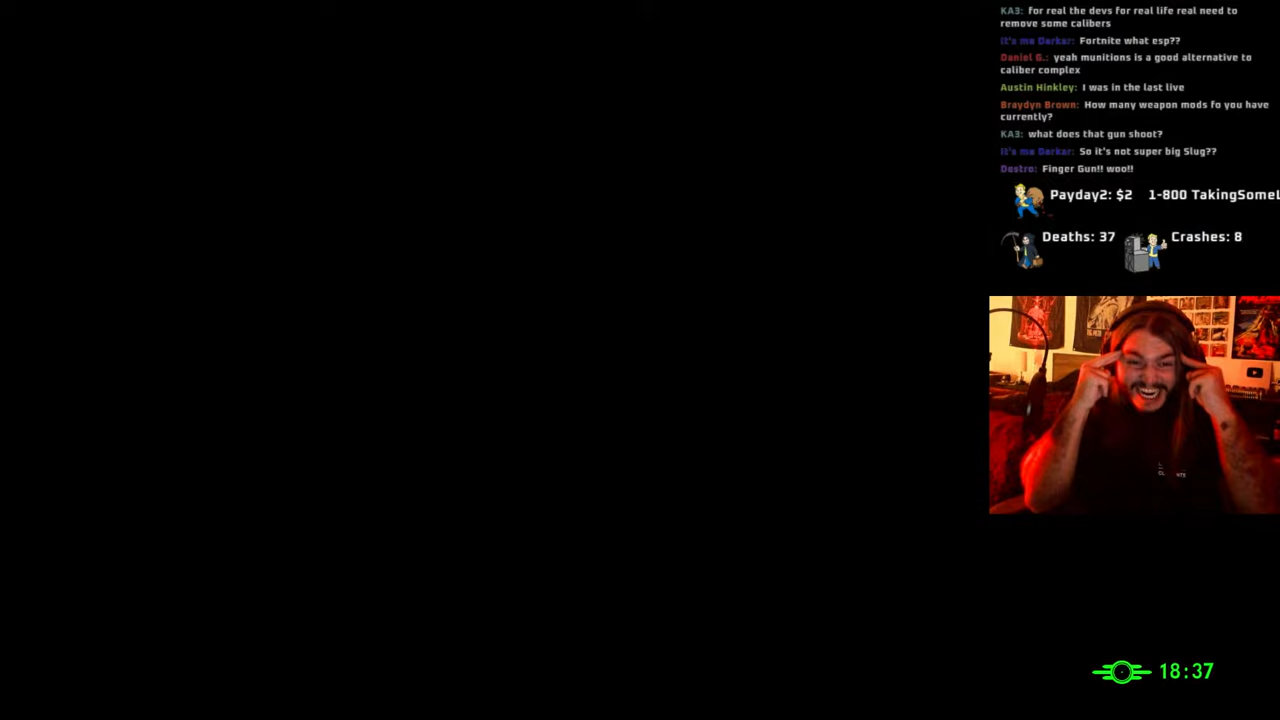 KA3: for real the devs for real life real need to
remove some calibers
It's me Darkar: Fortnite what esp??
Daniel G.: yeah munitions is a good alternative to
caliber complex
Austin Hinkley: I was in the last live
Braydyn Brown: How many weapon mods fo you have
currently?
KA3: what does that gun shoot?
It's me Darkar: So it's not super big Slug??
Dastro: Finger Gun!! woo!!
Payday2: $2 1-800 TakingSomeL
Deaths: 37 Crashes: 8
18:37